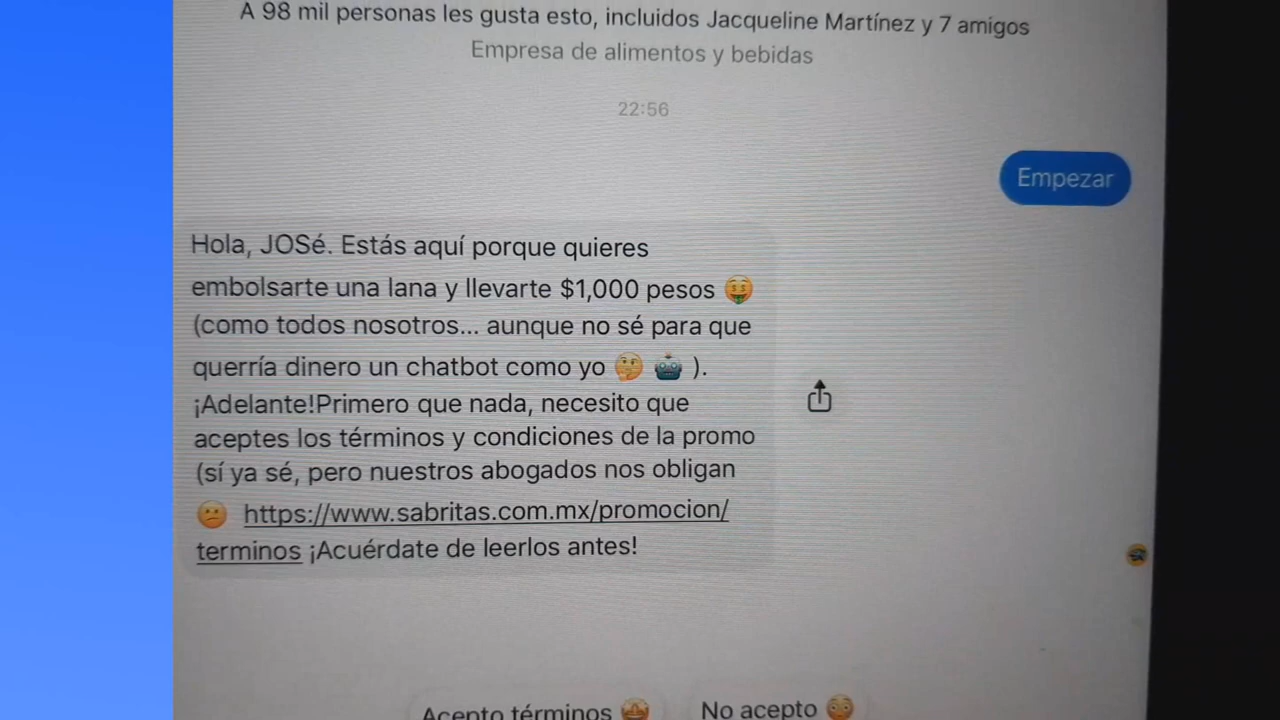 A 98 mil personas les gusta esto, incluidos Jacqueline Martínez y 7 amigos
Empresa de alimentos y bebidas
22:56
Empezar
Hola, JOSé. Estás aquí porque quieres
embolsarte una lana y llevarte $1,000 pesos 🤑
(como todos nosotros... aunque no sé para que
querría dinero un chatbot como yo 🤔 🤖 ).
¡Adelante!Primero que nada, necesito que
aceptes los términos y condiciones de la promo
(sí ya sé, pero nuestros abogados nos obligan
😕 https://www.sabritas.com.mx/promocion/
terminos ¡Acuérdate de leerlos antes!
Acepto términos 🤩 No acepto 😳